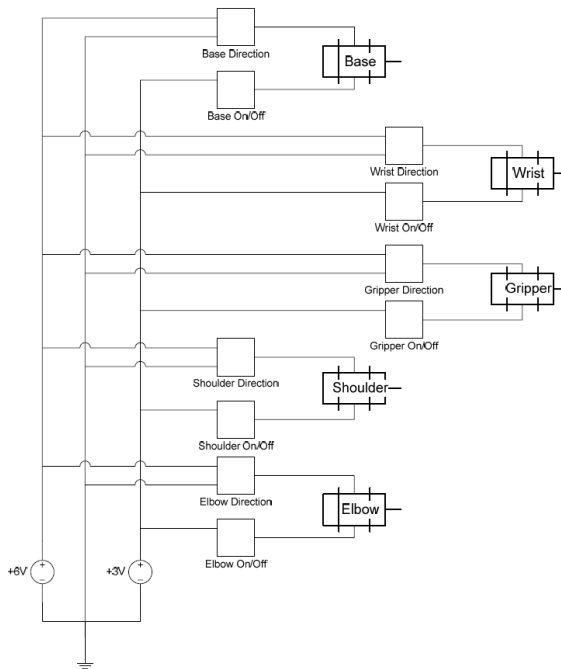 Base Direction
Base
Base On/Off
Wrist Direction
Wrist
Wrist On/Off
Gripper Direction
Gripper
Gripper On/Off
Shoulder Direction
Shoulder
Shoulder On/Off
Elbow Direction
Elbow
Elbow On/Off
+6V
+
−
+3V
+
−